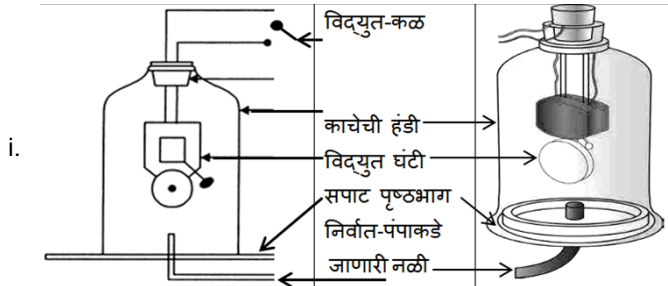 i.
विद्युत-कळ
काचेची हंडी
विद्युत घंटी
सपाट पृष्ठभाग
निर्वात-पंपाकडे
जाणारी नळी